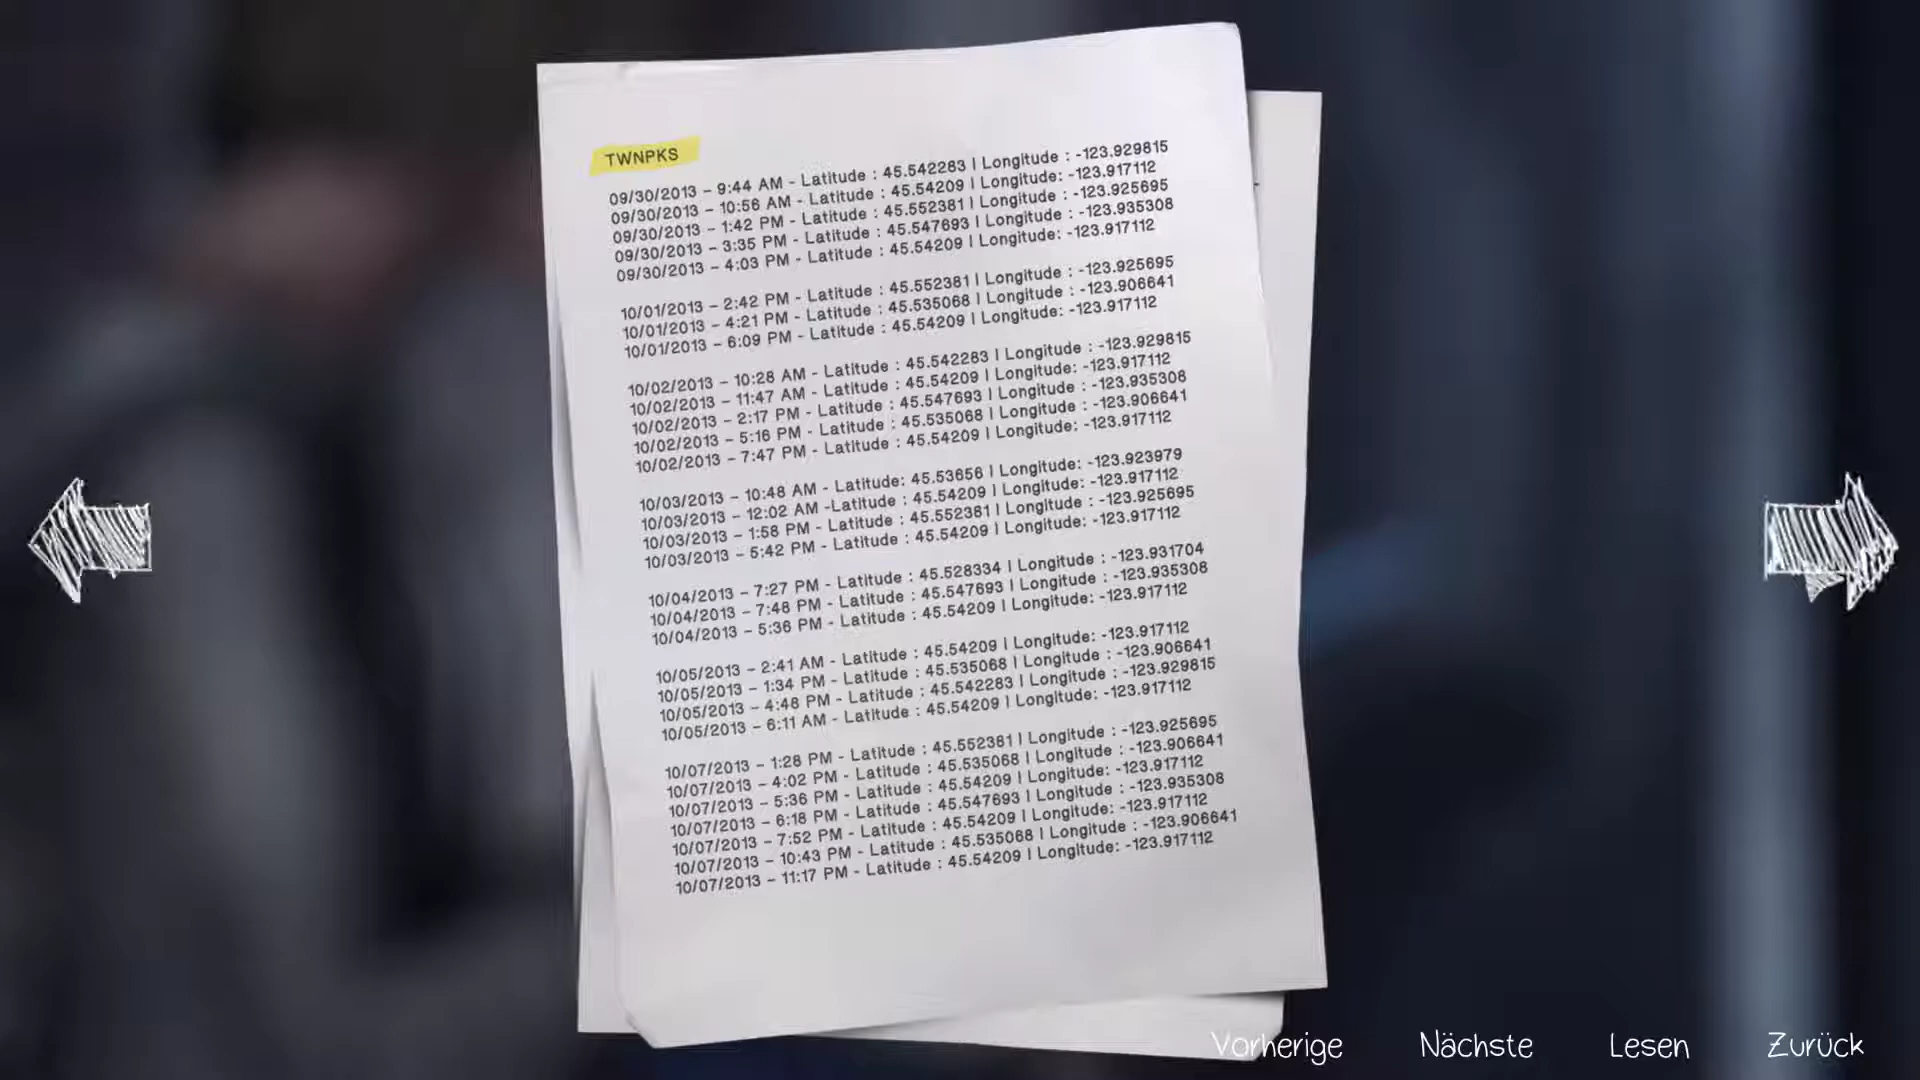 TWNPKS
09/30/2013 – 9:44 AM - Latitude : 45.542283 | Longitude : -123.929815
09/30/2013 – 10:56 AM - Latitude : 45.54209 | Longitude: -123.917112
09/30/2013 – 1:42 PM - Latitude : 45.552381 | Longitude : -123.925695
09/30/2013 – 3:35 PM - Latitude : 45.547693 | Longitude : -123.935308
09/30/2013 – 4:03 PM - Latitude : 45.54209 | Longitude: -123.917112
10/01/2013 – 2:42 PM - Latitude : 45.552381 | Longitude : -123.925695
10/01/2013 – 4:21 PM - Latitude : 45.535068 | Longitude : -123.906641
10/01/2013 – 6:09 PM - Latitude : 45.54209 | Longitude: -123.917112
10/02/2013 – 10:28 AM - Latitude : 45.542283 | Longitude : -123.929815
10/02/2013 – 11:47 AM - Latitude : 45.54209 | Longitude: -123.917112
10/02/2013 – 2:17 PM - Latitude : 45.547693 | Longitude : -123.935308
10/02/2013 – 5:16 PM - Latitude : 45.535068 | Longitude : -123.906641
10/02/2013 – 7:47 PM - Latitude : 45.54209 | Longitude: -123.917112
10/03/2013 – 10:48 AM - Latitude: 45.53656 | Longitude: -123.923979
10/03/2013 – 12:02 AM -Latitude : 45.54209 | Longitude: -123.917112
10/03/2013 – 1:58 PM - Latitude : 45.552381 | Longitude : -123.925695
10/03/2013 – 5:42 PM - Latitude : 45.54209 | Longitude: -123.917112
10/04/2013 – 7:27 PM - Latitude : 45.528334 | Longitude : -123.931704
10/04/2013 – 7:48 PM - Latitude : 45.547693 | Longitude : -123.935308
10/04/2013 – 5:36 PM - Latitude : 45.54209 | Longitude: -123.917112
10/05/2013 – 2:41 AM - Latitude : 45.54209 | Longitude: -123.917112
10/05/2013 – 1:34 PM - Latitude : 45.535068 | Longitude : -123.906641
10/05/2013 – 4:48 PM - Latitude : 45.542283 | Longitude : -123.929815
10/05/2013 – 6:11 AM - Latitude : 45.54209 | Longitude: -123.917112
10/07/2013 – 1:28 PM - Latitude : 45.552381 | Longitude : -123.925695
10/07/2013 – 4:02 PM - Latitude : 45.535068 | Longitude : -123.906641
10/07/2013 – 5:36 PM - Latitude : 45.54209 | Longitude: -123.917112
10/07/2013 – 6:18 PM - Latitude : 45.547693 | Longitude : -123.935308
10/07/2013 – 7:52 PM - Latitude : 45.54209 | Longitude: -123.917112
10/07/2013 – 10:43 PM - Latitude : 45.535068 | Longitude : -123.906641
10/07/2013 – 11:17 PM - Latitude : 45.54209 | Longitude: -123.917112
Vorherige Nächste Lesen Zurück